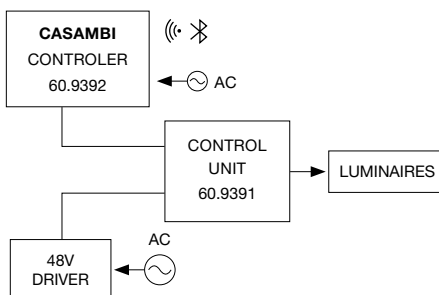 CASAMBI
CONTROLER
60.9392
AC
CONTROL
UNIT
60.9391
LUMINAIRES
AC
48V
DRIVER